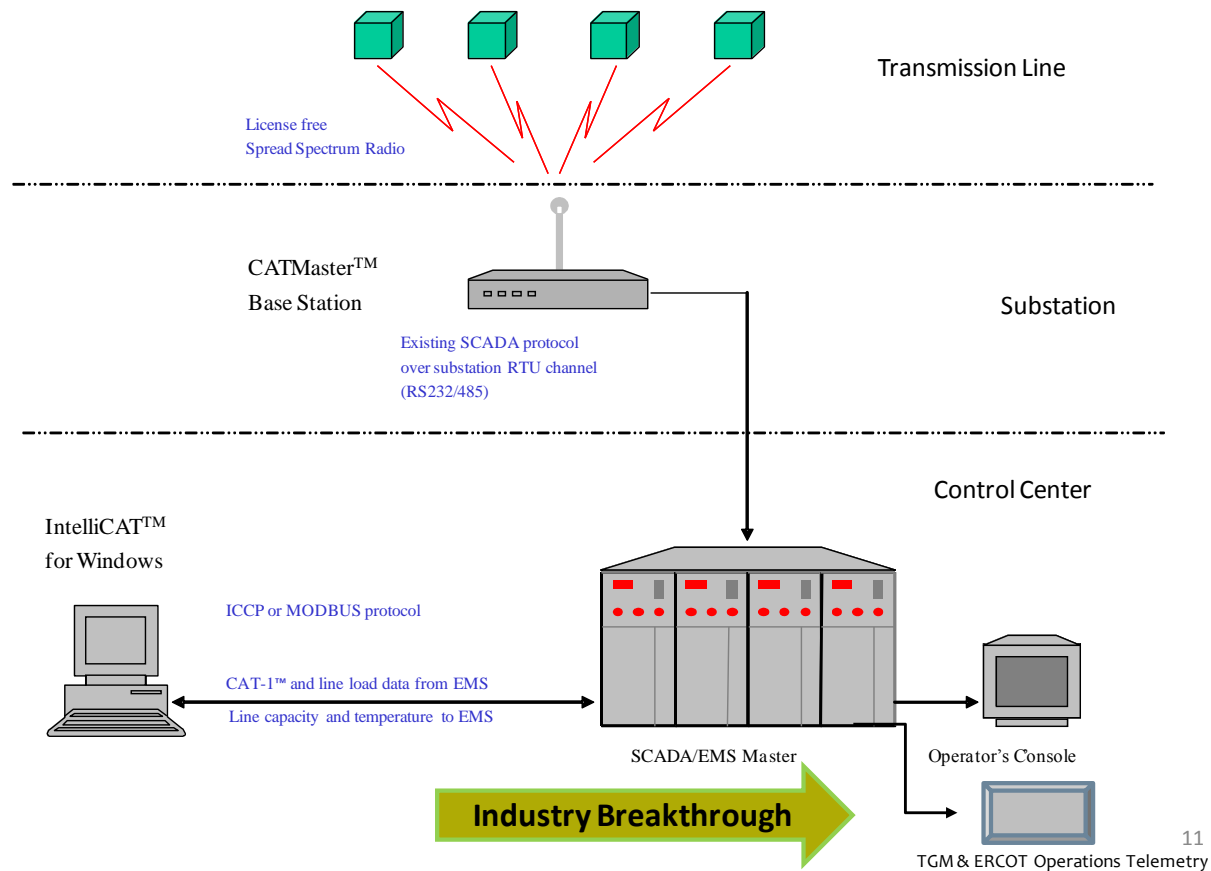 Transmission Line
License free
Spread Spectrum Radio
CATMaster™
Base Station
Substation
Existing SCADA protocol
over substation RTU channel
(RS232/485)
Control Center
IntelliCAT™
for Windows
ICCP or MODBUS protocol
CAT-1™ and line load data from EMS
Line capacity and temperature to EMS
SCADA/EMS Master
Operator's Console
Industry Breakthrough
11
TGM & ERCOT Operations Telemetry